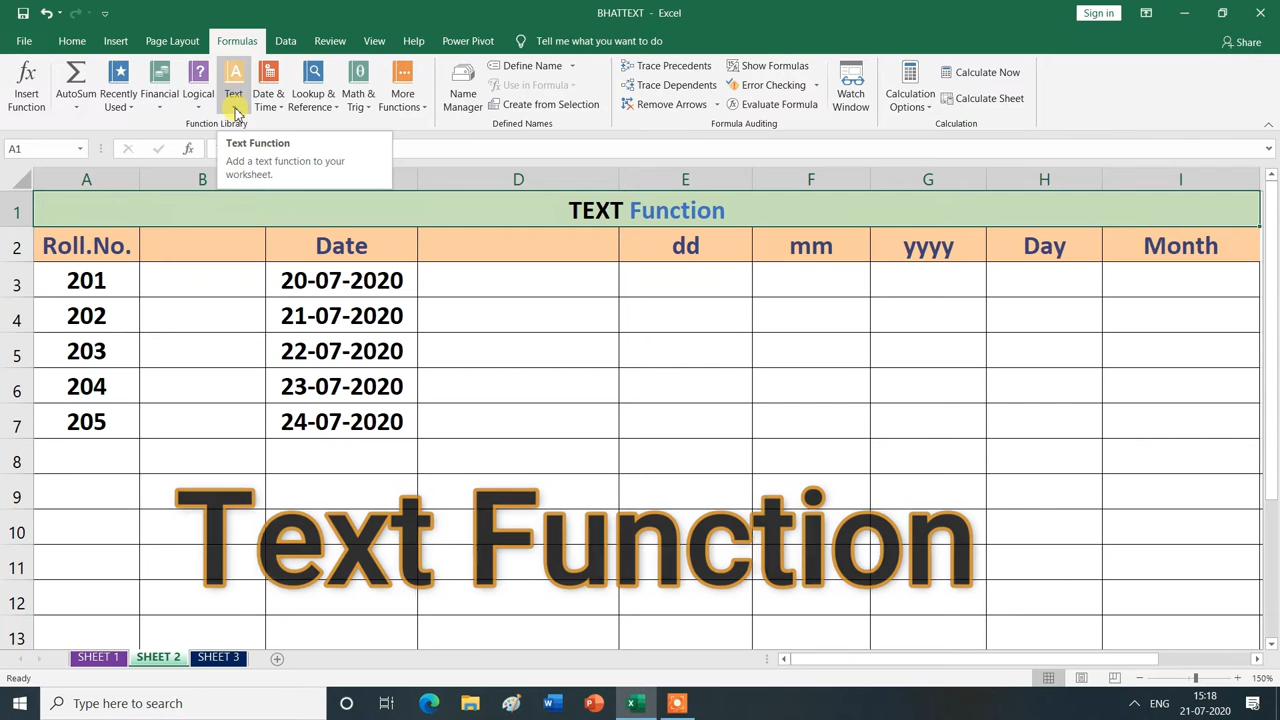 BHATTEXT - Excel
Sign in
File Home Insert Page Layout Formulas Data Review View Help Power Pivot Tell me what you want to do Share
Insert Function
AutoSum
Recently Used
Financial
Logical
Text
Date & Time
Lookup & Reference
Math & Trig
More Functions
Function Library
Name Manager
Define Name
Use in Formula
Create from Selection
Defined Names
Trace Precedents
Trace Dependents
Remove Arrows
Show Formulas
Error Checking
Evaluate Formula
Formula Auditing
Watch Window
Calculation Options
Calculate Now
Calculate Sheet
Calculation
A1
fx
Text Function
Add a text function to your
worksheet.
A B C D E F G H I
1 TEXT Function
2 Roll.No. Date dd mm yyyy Day Month
3 201 20-07-2020
4 202 21-07-2020
5 203 22-07-2020
6 204 23-07-2020
7 205 24-07-2020
8
9
10
11
12
13
Text Function
SHEET 1 SHEET 2 SHEET 3
Ready
150%
Type here to search
ENG
15:18
21-07-2020